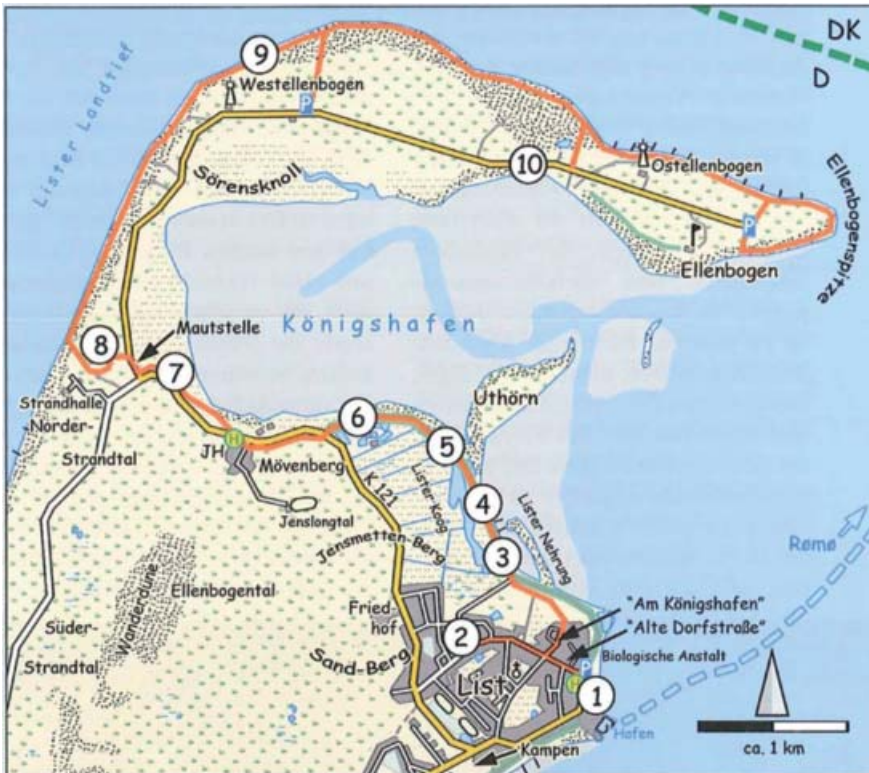 DK
D
9
Westellenbogen
P
Lister Landtief
Sörensknoll
10
Ostellenbogen
Ellenbogenspitze
P
Ellenbogen
Königshafen
Mautstelle
8
7
Strandhalle
Norder-
Strandtal
H
JH
Mövenberg
Jenslongtal
6
Uthörn
5
K 121
Lister Koog
4
Lister Nehrung
3
Jensmetten-Berg
Rømø
Wanderdüne
Ellenbogental
Fried-
hof
2
"Am Königshafen"
"Alte Dorfstraße"
Biologische Anstalt
Süder-
Strandtal
Sand-Berg
List
P
H
1
Hafen
Kampen
ca. 1 km